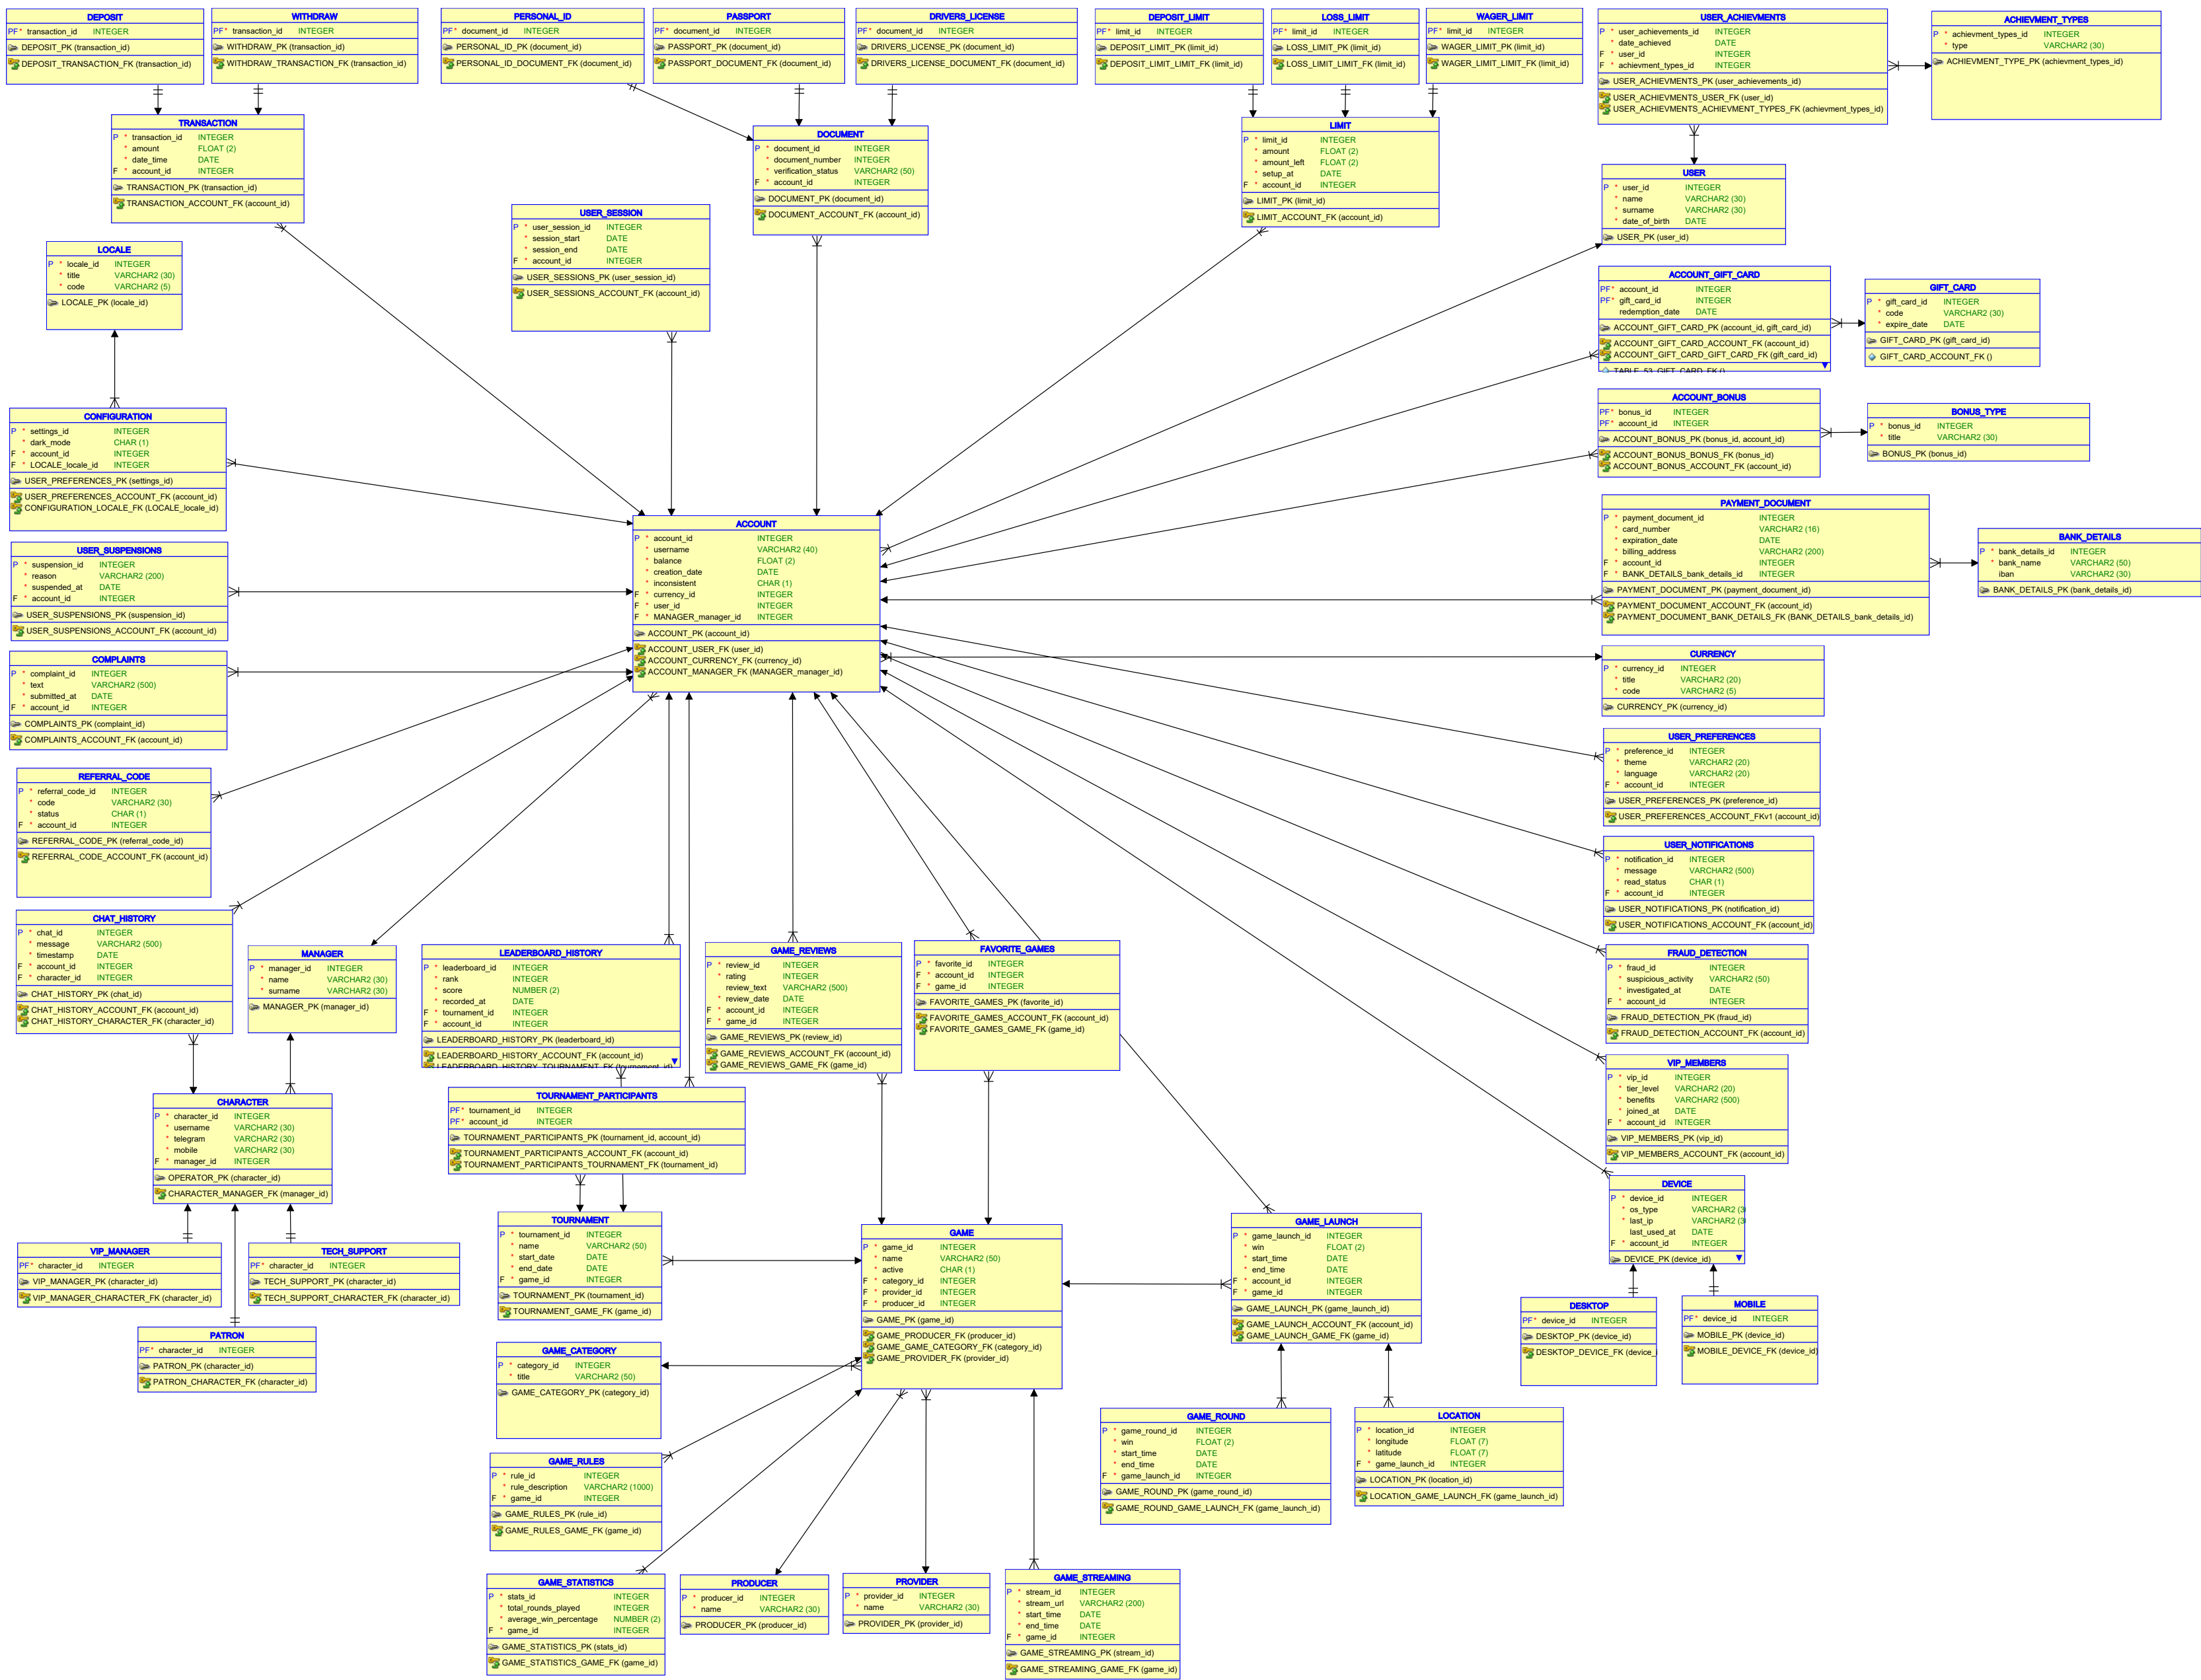 DEPOSIT
PF* transaction_id INTEGER
DEPOSIT_PK (transaction_id)
DEPOSIT_TRANSACTION_FK (transaction_id)
WITHDRAW
PF* transaction_id INTEGER
WITHDRAW_PK (transaction_id)
WITHDRAW_TRANSACTION_FK (transaction_id)
PERSONAL_ID
PF* document_id INTEGER
PERSONAL_ID_PK (document_id)
PERSONAL_ID_DOCUMENT_FK (document_id)
PASSPORT
PF* document_id INTEGER
PASSPORT_PK (document_id)
PASSPORT_DOCUMENT_FK (document_id)
DRIVERS_LICENSE
PF* document_id INTEGER
DRIVERS_LICENSE_PK (document_id)
DRIVERS_LICENSE_DOCUMENT_FK (document_id)
DEPOSIT_LIMIT
PF* limit_id INTEGER
DEPOSIT_LIMIT_PK (limit_id)
DEPOSIT_LIMIT_LIMIT_FK (limit_id)
LOSS_LIMIT
PF* limit_id INTEGER
LOSS_LIMIT_PK (limit_id)
LOSS_LIMIT_LIMIT_FK (limit_id)
WAGER_LIMIT
PF* limit_id INTEGER
WAGER_LIMIT_PK (limit_id)
WAGER_LIMIT_LIMIT_FK (limit_id)
USER_ACHIEVMENTS
P * user_achievements_id INTEGER
* date_achieved DATE
F * user_id INTEGER
F * achievment_types_id INTEGER
USER_ACHIEVMENTS_PK (user_achievements_id)
USER_ACHIEVMENTS_USER_FK (user_id)
USER_ACHIEVMENTS_ACHIEVMENT_TYPES_FK (achievment_types_id)
ACHIEVMENT_TYPES
P * achievment_types_id INTEGER
* type VARCHAR2 (30)
ACHIEVMENT_TYPE_PK (achievment_types_id)
TRANSACTION
P * transaction_id INTEGER
* amount FLOAT (2)
* date_time DATE
F * account_id INTEGER
TRANSACTION_PK (transaction_id)
TRANSACTION_ACCOUNT_FK (account_id)
DOCUMENT
P * document_id INTEGER
* document_number INTEGER
* verification_status VARCHAR2 (50)
F * account_id INTEGER
DOCUMENT_PK (document_id)
DOCUMENT_ACCOUNT_FK (account_id)
LIMIT
P * limit_id INTEGER
* amount FLOAT (2)
* amount_left FLOAT (2)
* setup_at DATE
F * account_id INTEGER
LIMIT_PK (limit_id)
LIMIT_ACCOUNT_FK (account_id)
USER
P * user_id INTEGER
* name VARCHAR2 (30)
* surname VARCHAR2 (30)
* date_of_birth DATE
USER_PK (user_id)
USER_SESSION
P * user_session_id INTEGER
* session_start DATE
* session_end DATE
F * account_id INTEGER
USER_SESSIONS_PK (user_session_id)
USER_SESSIONS_ACCOUNT_FK (account_id)
LOCALE
P * locale_id INTEGER
* title VARCHAR2 (30)
* code VARCHAR2 (5)
LOCALE_PK (locale_id)
ACCOUNT_GIFT_CARD
PF* account_id INTEGER
PF* gift_card_id INTEGER
redemption_date DATE
ACCOUNT_GIFT_CARD_PK (account_id, gift_card_id)
ACCOUNT_GIFT_CARD_ACCOUNT_FK (account_id)
ACCOUNT_GIFT_CARD_GIFT_CARD_FK (gift_card_id)
TABLE_53_GIFT_CARD_FK ()
GIFT_CARD
P * gift_card_id INTEGER
* code VARCHAR2 (30)
* expire_date DATE
GIFT_CARD_PK (gift_card_id)
GIFT_CARD_ACCOUNT_FK ()
CONFIGURATION
P * settings_id INTEGER
* dark_mode CHAR (1)
F * account_id INTEGER
F * LOCALE_locale_id INTEGER
USER_PREFERENCES_PK (settings_id)
USER_PREFERENCES_ACCOUNT_FK (account_id)
CONFIGURATION_LOCALE_FK (LOCALE_locale_id)
ACCOUNT_BONUS
PF* bonus_id INTEGER
PF* account_id INTEGER
ACCOUNT_BONUS_PK (bonus_id, account_id)
ACCOUNT_BONUS_BONUS_FK (bonus_id)
ACCOUNT_BONUS_ACCOUNT_FK (account_id)
BONUS_TYPE
P * bonus_id INTEGER
* title VARCHAR2 (30)
BONUS_PK (bonus_id)
PAYMENT_DOCUMENT
P * payment_document_id INTEGER
* card_number VARCHAR2 (16)
* expiration_date DATE
* billing_address VARCHAR2 (200)
F * account_id INTEGER
F * BANK_DETAILS_bank_details_id INTEGER
PAYMENT_DOCUMENT_PK (payment_document_id)
PAYMENT_DOCUMENT_ACCOUNT_FK (account_id)
PAYMENT_DOCUMENT_BANK_DETAILS_FK (BANK_DETAILS_bank_details_id)
BANK_DETAILS
P * bank_details_id INTEGER
* bank_name VARCHAR2 (50)
iban VARCHAR2 (30)
BANK_DETAILS_PK (bank_details_id)
ACCOUNT
P * account_id INTEGER
* username VARCHAR2 (40)
* balance FLOAT (2)
* creation_date DATE
* inconsistent CHAR (1)
F * currency_id INTEGER
F * user_id INTEGER
F * MANAGER_manager_id INTEGER
ACCOUNT_PK (account_id)
ACCOUNT_USER_FK (user_id)
ACCOUNT_CURRENCY_FK (currency_id)
ACCOUNT_MANAGER_FK (MANAGER_manager_id)
USER_SUSPENSIONS
P * suspension_id INTEGER
* reason VARCHAR2 (200)
* suspended_at DATE
F * account_id INTEGER
USER_SUSPENSIONS_PK (suspension_id)
USER_SUSPENSIONS_ACCOUNT_FK (account_id)
COMPLAINTS
P * complaint_id INTEGER
* text VARCHAR2 (500)
* submitted_at DATE
F * account_id INTEGER
COMPLAINTS_PK (complaint_id)
COMPLAINTS_ACCOUNT_FK (account_id)
CURRENCY
P * currency_id INTEGER
* title VARCHAR2 (20)
* code VARCHAR2 (5)
CURRENCY_PK (currency_id)
USER_PREFERENCES
P * preference_id INTEGER
* theme VARCHAR2 (20)
* language VARCHAR2 (20)
F * account_id INTEGER
USER_PREFERENCES_PK (preference_id)
USER_PREFERENCES_ACCOUNT_FKv1 (account_id)
REFERRAL_CODE
P * referral_code_id INTEGER
* code VARCHAR2 (30)
* status CHAR (1)
F * account_id INTEGER
REFERRAL_CODE_PK (referral_code_id)
REFERRAL_CODE_ACCOUNT_FK (account_id)
USER_NOTIFICATIONS
P * notification_id INTEGER
* message VARCHAR2 (500)
* read_status CHAR (1)
F * account_id INTEGER
USER_NOTIFICATIONS_PK (notification_id)
USER_NOTIFICATIONS_ACCOUNT_FK (account_id)
CHAT_HISTORY
P * chat_id INTEGER
* message VARCHAR2 (500)
* timestamp DATE
F * account_id INTEGER
F * character_id INTEGER
CHAT_HISTORY_PK (chat_id)
CHAT_HISTORY_ACCOUNT_FK (account_id)
CHAT_HISTORY_CHARACTER_FK (character_id)
MANAGER
P * manager_id INTEGER
* name VARCHAR2 (30)
* surname VARCHAR2 (30)
MANAGER_PK (manager_id)
LEADERBOARD_HISTORY
P * leaderboard_id INTEGER
* rank INTEGER
* score NUMBER (2)
* recorded_at DATE
F * tournament_id INTEGER
F * account_id INTEGER
LEADERBOARD_HISTORY_PK (leaderboard_id)
LEADERBOARD_HISTORY_ACCOUNT_FK (account_id)
LEADERBOARD_HISTORY_TOURNAMENT_FK (tournament_id)
GAME_REVIEWS
P * review_id INTEGER
* rating INTEGER
review_text VARCHAR2 (500)
* review_date DATE
F * account_id INTEGER
F * game_id INTEGER
GAME_REVIEWS_PK (review_id)
GAME_REVIEWS_ACCOUNT_FK (account_id)
GAME_REVIEWS_GAME_FK (game_id)
FAVORITE_GAMES
P * favorite_id INTEGER
F * account_id INTEGER
F * game_id INTEGER
FAVORITE_GAMES_PK (favorite_id)
FAVORITE_GAMES_ACCOUNT_FK (account_id)
FAVORITE_GAMES_GAME_FK (game_id)
FRAUD_DETECTION
P * fraud_id INTEGER
* suspicious_activity VARCHAR2 (50)
* investigated_at DATE
F * account_id INTEGER
FRAUD_DETECTION_PK (fraud_id)
FRAUD_DETECTION_ACCOUNT_FK (account_id)
VIP_MEMBERS
P * vip_id INTEGER
* tier_level VARCHAR2 (20)
* benefits VARCHAR2 (500)
* joined_at DATE
F * account_id INTEGER
VIP_MEMBERS_PK (vip_id)
VIP_MEMBERS_ACCOUNT_FK (account_id)
CHARACTER
P * character_id INTEGER
* username VARCHAR2 (30)
* telegram VARCHAR2 (30)
* mobile VARCHAR2 (30)
F * manager_id INTEGER
OPERATOR_PK (character_id)
CHARACTER_MANAGER_FK (manager_id)
TOURNAMENT_PARTICIPANTS
PF* tournament_id INTEGER
PF* account_id INTEGER
TOURNAMENT_PARTICIPANTS_PK (tournament_id, account_id)
TOURNAMENT_PARTICIPANTS_ACCOUNT_FK (account_id)
TOURNAMENT_PARTICIPANTS_TOURNAMENT_FK (tournament_id)
DEVICE
P * device_id INTEGER
* os_type VARCHAR2 (3
* last_ip VARCHAR2 (3
last_used_at DATE
F * account_id INTEGER
DEVICE_PK (device_id)
VIP_MANAGER
PF* character_id INTEGER
VIP_MANAGER_PK (character_id)
VIP_MANAGER_CHARACTER_FK (character_id)
TECH_SUPPORT
PF* character_id INTEGER
TECH_SUPPORT_PK (character_id)
TECH_SUPPORT_CHARACTER_FK (character_id)
PATRON
PF* character_id INTEGER
PATRON_PK (character_id)
PATRON_CHARACTER_FK (character_id)
TOURNAMENT
P * tournament_id INTEGER
* name VARCHAR2 (50)
* start_date DATE
* end_date DATE
F * game_id INTEGER
TOURNAMENT_PK (tournament_id)
TOURNAMENT_GAME_FK (game_id)
GAME
P * game_id INTEGER
* name VARCHAR2 (50)
* active CHAR (1)
F * category_id INTEGER
F * provider_id INTEGER
F * producer_id INTEGER
GAME_PK (game_id)
GAME_PRODUCER_FK (producer_id)
GAME_GAME_CATEGORY_FK (category_id)
GAME_PROVIDER_FK (provider_id)
GAME_LAUNCH
P * game_launch_id INTEGER
* win FLOAT (2)
* start_time DATE
* end_time DATE
F * account_id INTEGER
F * game_id INTEGER
GAME_LAUNCH_PK (game_launch_id)
GAME_LAUNCH_ACCOUNT_FK (account_id)
GAME_LAUNCH_GAME_FK (game_id)
DESKTOP
PF* device_id INTEGER
DESKTOP_PK (device_id)
DESKTOP_DEVICE_FK (device_
MOBILE
PF* device_id INTEGER
MOBILE_PK (device_id)
MOBILE_DEVICE_FK (device_id)
GAME_CATEGORY
P * category_id INTEGER
* title VARCHAR2 (50)
GAME_CATEGORY_PK (category_id)
GAME_ROUND
P * game_round_id INTEGER
* win FLOAT (2)
* start_time DATE
* end_time DATE
F * game_launch_id INTEGER
GAME_ROUND_PK (game_round_id)
GAME_ROUND_GAME_LAUNCH_FK (game_launch_id)
LOCATION
P * location_id INTEGER
* longitude FLOAT (7)
* latitude FLOAT (7)
F * game_launch_id INTEGER
LOCATION_PK (location_id)
LOCATION_GAME_LAUNCH_FK (game_launch_id)
GAME_RULES
P * rule_id INTEGER
* rule_description VARCHAR2 (1000)
F * game_id INTEGER
GAME_RULES_PK (rule_id)
GAME_RULES_GAME_FK (game_id)
GAME_STATISTICS
P * stats_id INTEGER
* total_rounds_played INTEGER
* average_win_percentage NUMBER (2)
F * game_id INTEGER
GAME_STATISTICS_PK (stats_id)
GAME_STATISTICS_GAME_FK (game_id)
PRODUCER
P * producer_id INTEGER
* name VARCHAR2 (30)
PRODUCER_PK (producer_id)
PROVIDER
P * provider_id INTEGER
* name VARCHAR2 (30)
PROVIDER_PK (provider_id)
GAME_STREAMING
P * stream_id INTEGER
* stream_url VARCHAR2 (200)
* start_time DATE
* end_time DATE
F * game_id INTEGER
GAME_STREAMING_PK (stream_id)
GAME_STREAMING_GAME_FK (game_id)